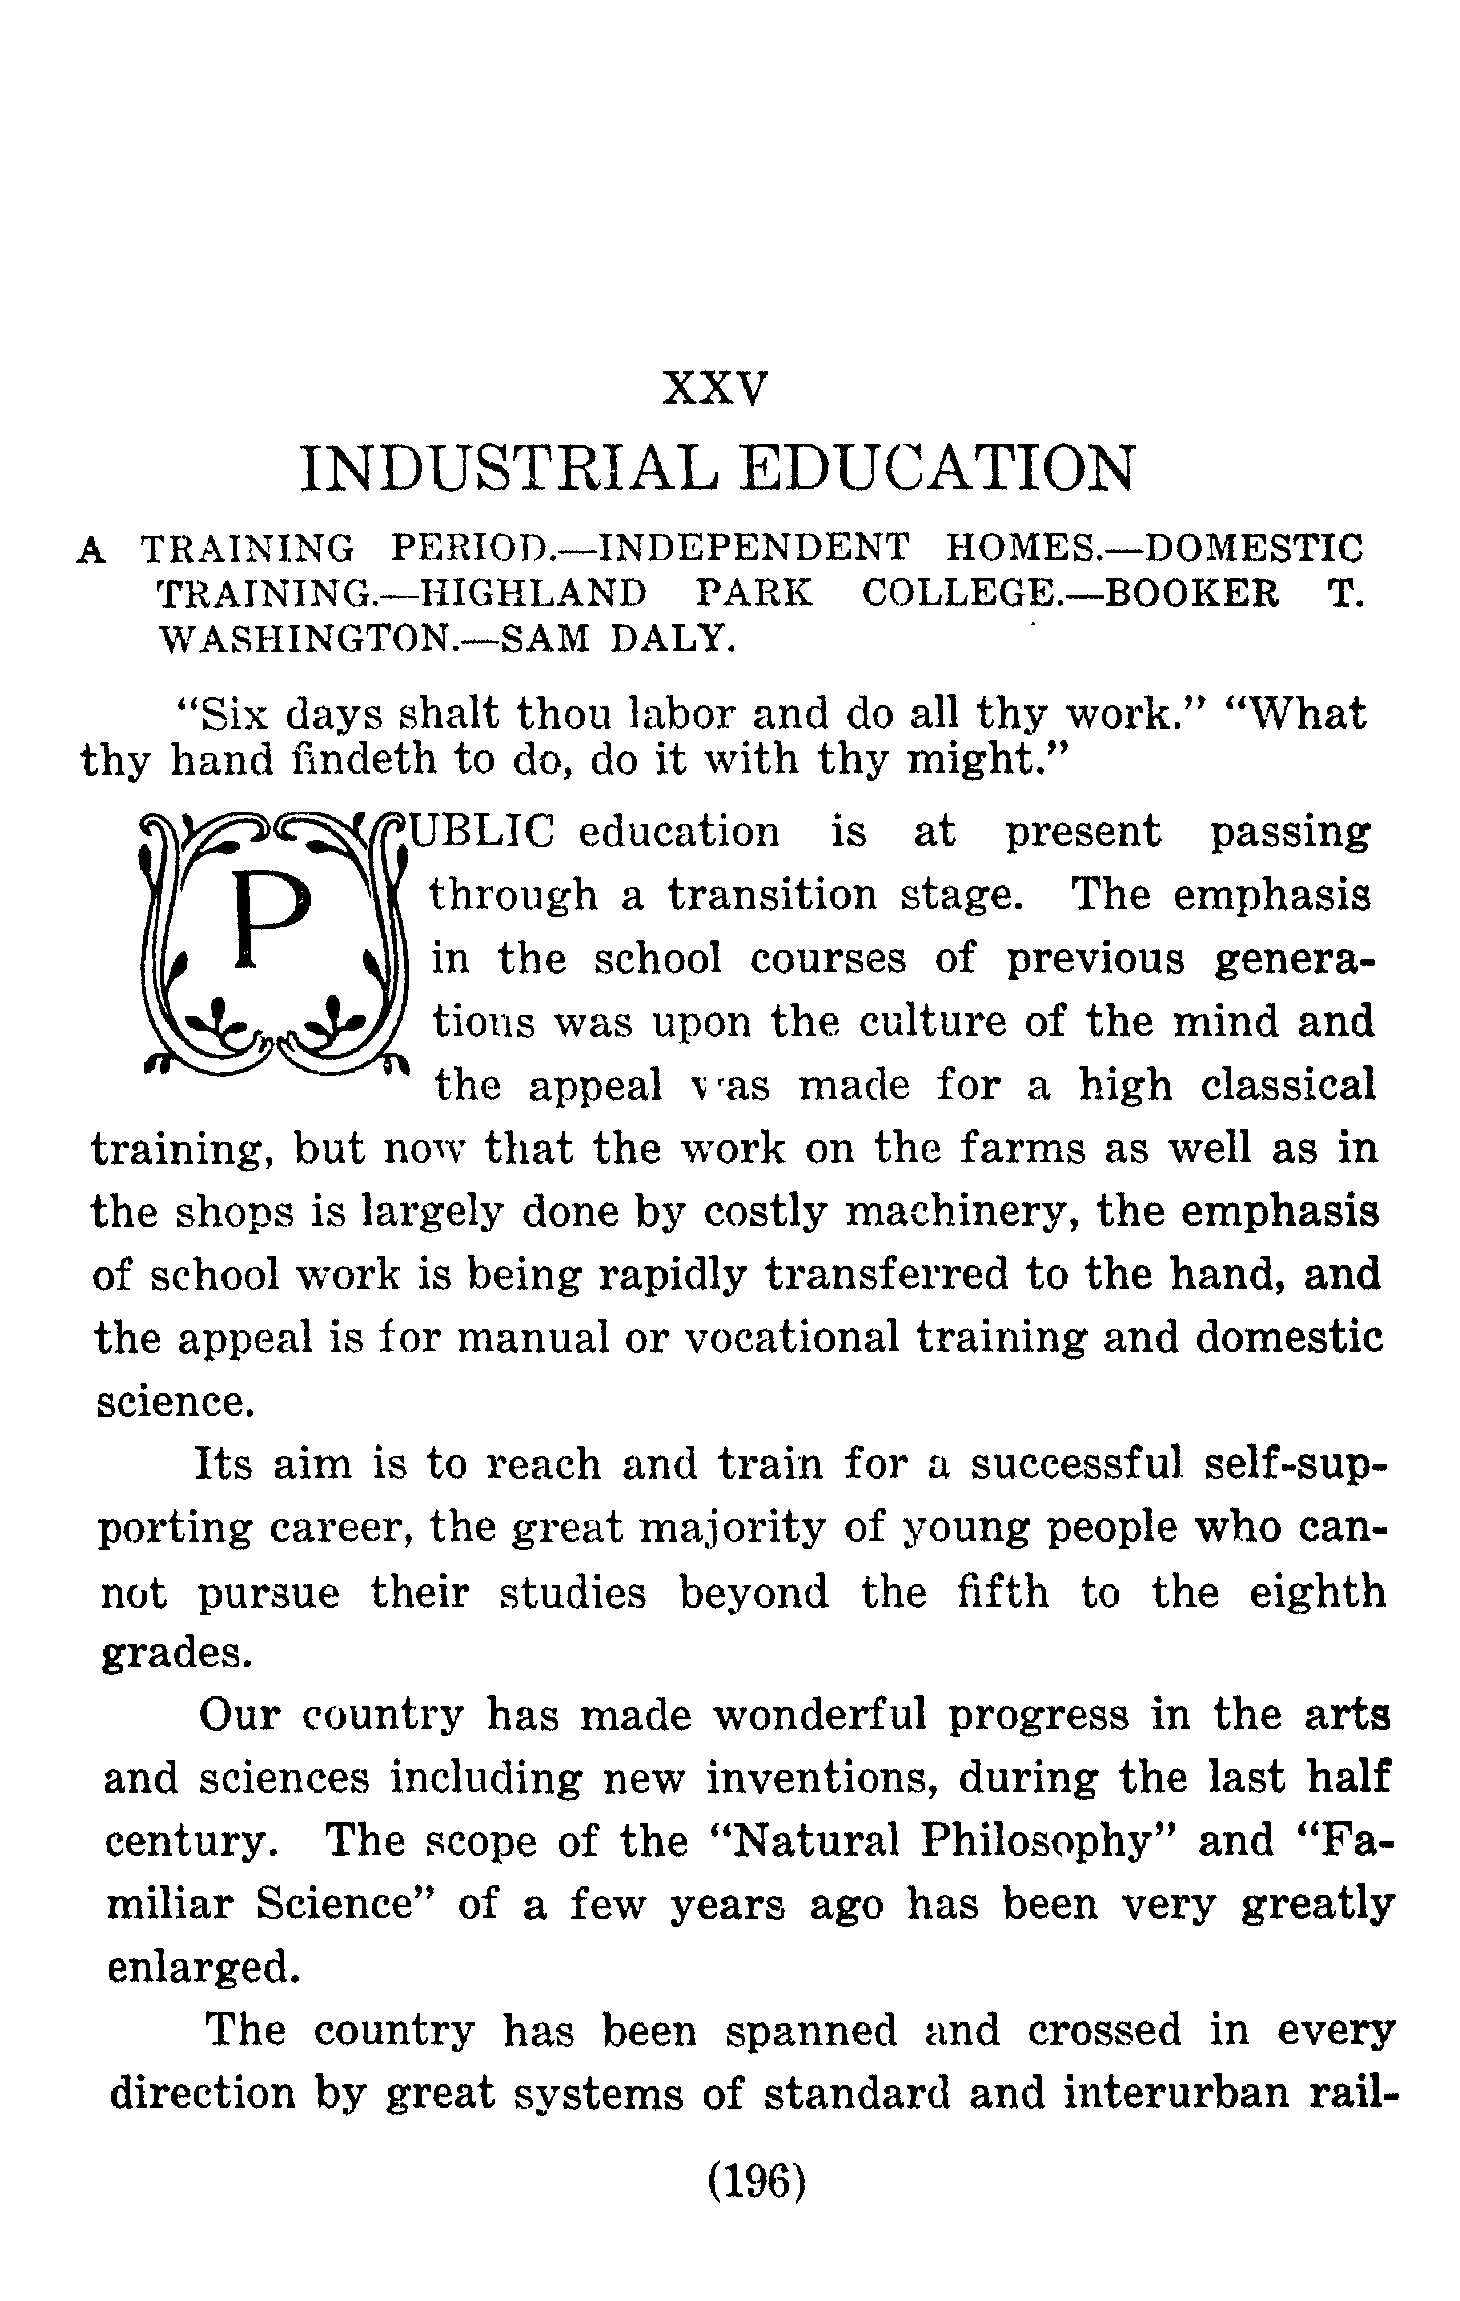 XXV
INDUSTRIAL EDUCATION
A TRAINING PERIOD.—INDEPENDENT HOMES.—DOMESTIC
TRAINING.—HIGHLAND PARK COLLEGE.—BOOKER T.
WASHINGTON.—SAM DALY.
“Six days shalt thou labor and do all thy work.” “What
thy hand findeth to do, do it with thy might.”
PUBLIC education is at present passing
through a transition stage. The emphasis
in the school courses of previous genera-
tions was upon the culture of the mind and
the appeal was made for a high classical
training, but now that the work on the farms as well as in
the shops is largely done by costly machinery, the emphasis
of school work is being rapidly transferred to the hand, and
the appeal is for manual or vocational training and domestic
science.
Its aim is to reach and train for a successful self-sup-
porting career, the great majority of young people who can-
not pursue their studies beyond the fifth to the eighth
grades.
Our country has made wonderful progress in the arts
and sciences including new inventions, during the last half
century. The scope of the “Natural Philosophy” and “Fa-
miliar Science” of a few years ago has been very greatly
enlarged.
The country has been spanned and crossed in every
direction by great systems of standard and interurban rail-
(196)